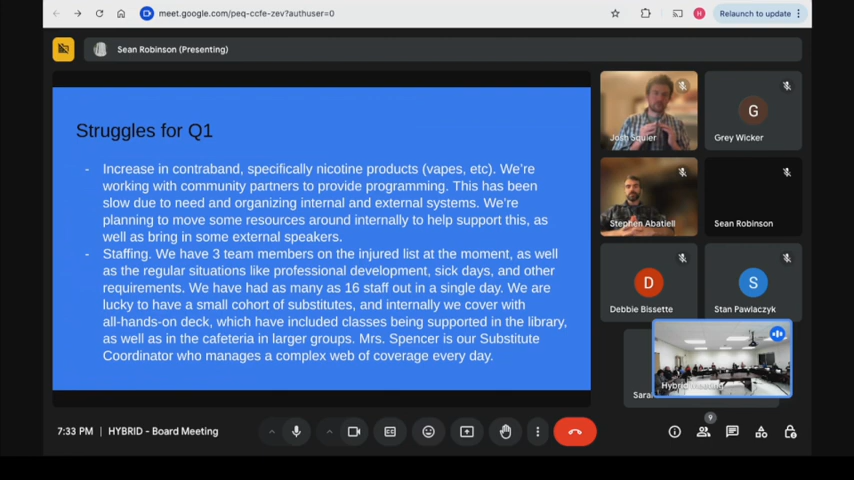 meet.google.com/peq-ccfe-zev?authuser=0
H
Relaunch to update
Sean Robinson (Presenting)
Struggles for Q1
- Increase in contraband, specifically nicotine products (vapes, etc). We're
working with community partners to provide programming. This has been
slow due to need and organizing internal and external systems. We're
planning to move some resources around internally to help support this, as
well as bring in some external speakers.
- Staffing. We have 3 team members on the injured list at the moment, as well
as the regular situations like professional development, sick days, and other
requirements. We have had as many as 16 staff out in a single day. We are
lucky to have a small cohort of substitutes, and internally we cover with
all-hands-on deck, which have included classes being supported in the library,
as well as in the cafeteria in larger groups. Mrs. Spencer is our Substitute
Coordinator who manages a complex web of coverage every day.
Josh Squier
G
Grey Wicker
Stephen Abatiell
Sean Robinson
D
Debbie Bissette
S
Stan Pawlaczyk
Hybrid Meeting
7:33 PM | HYBRID - Board Meeting
9